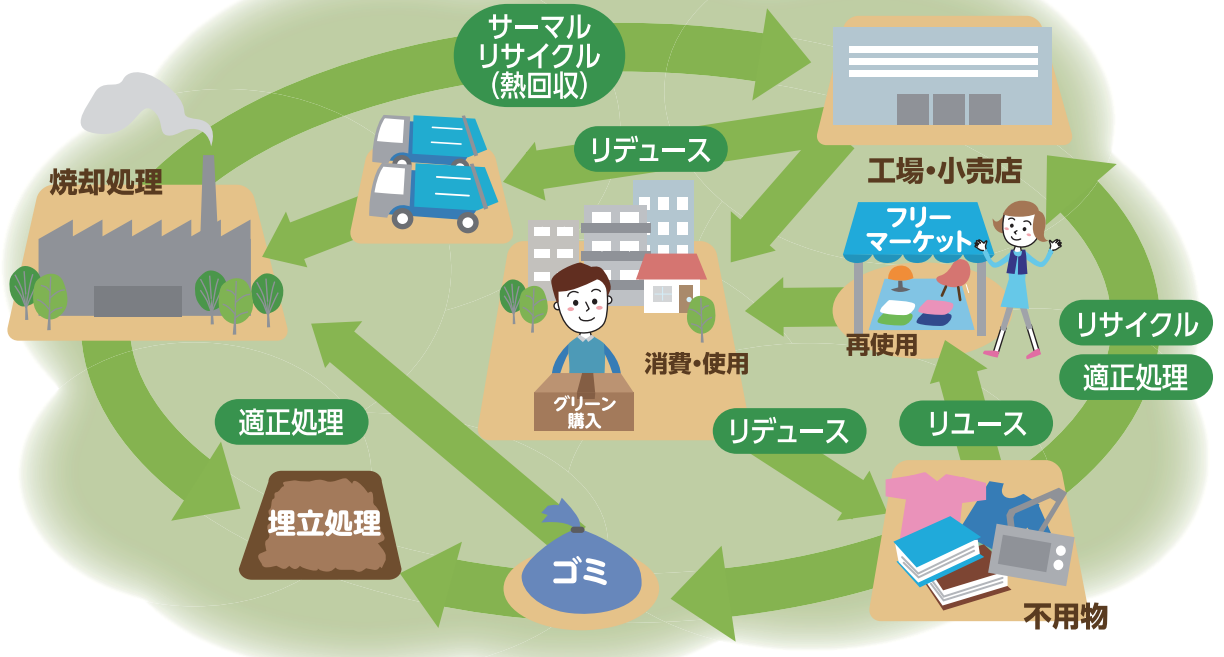 サーマル
リサイクル
（熱回収）
リデュース
焼却処理
工場・小売店
フリー
マーケット
再使用
リサイクル
適正処理
消費・使用
グリーン
購入
適正処理
リデュース
リユース
埋立処理
ゴミ
不用物